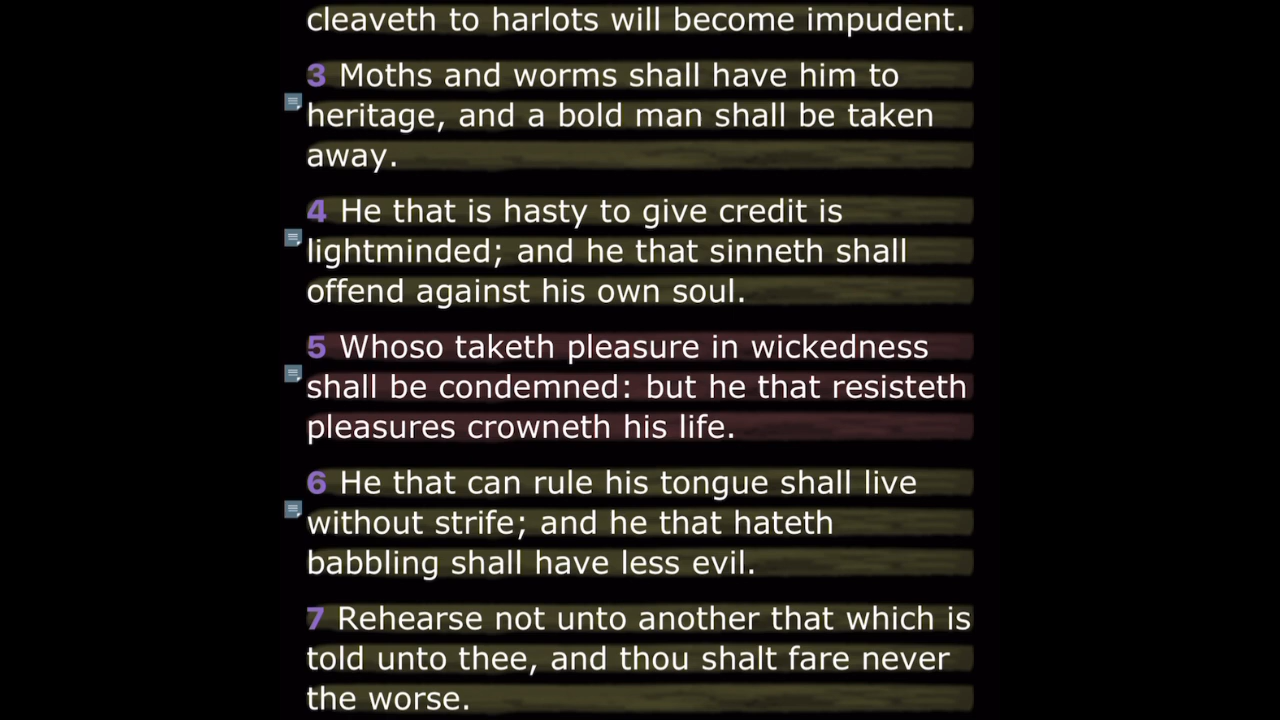 cleaveth to harlots will become impudent.
3 Moths and worms shall have him to
heritage, and a bold man shall be taken
away.
4 He that is hasty to give credit is
lightminded; and he that sinneth shall
offend against his own soul.
5 Whoso taketh pleasure in wickedness
shall be condemned: but he that resisteth
pleasures crowneth his life.
6 He that can rule his tongue shall live
without strife; and he that hateth
babbling shall have less evil.
7 Rehearse not unto another that which is
told unto thee, and thou shalt fare never
the worse.